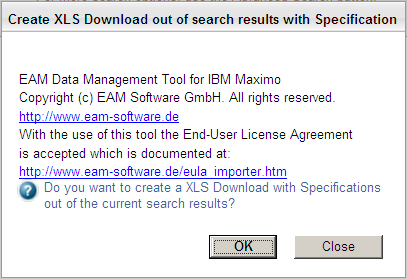 Create XLS Download out of search results with Specification
EAM Data Management Tool for IBM Maximo
Copyright (c) EAM Software GmbH. All rights reserved.
http://www.eam-software.de
With the use of this tool the End-User License Agreement
is accepted which is documented at:
http://www.eam-software.de/eula_importer.htm
Do you want to create a XLS Download with Specifications
out of the current search results?
OK Close